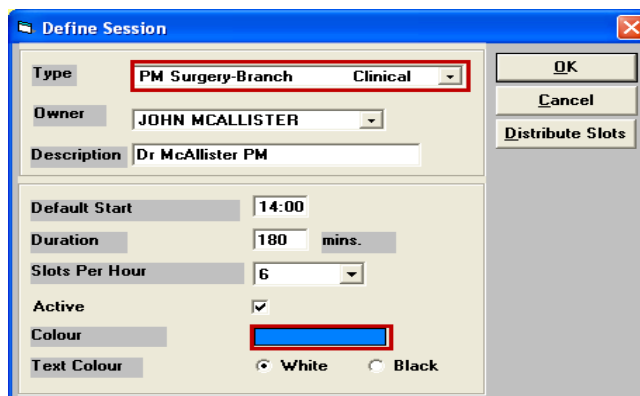 Define Session
Type PM Surgery-Branch Clinical
OK
Owner JOHN MCALLISTER
Cancel
Description Dr McAllister PM
Distribute Slots
Default Start 14:00
Duration 180 mins.
Slots Per Hour 6
Active
Colour
Text Colour White Black